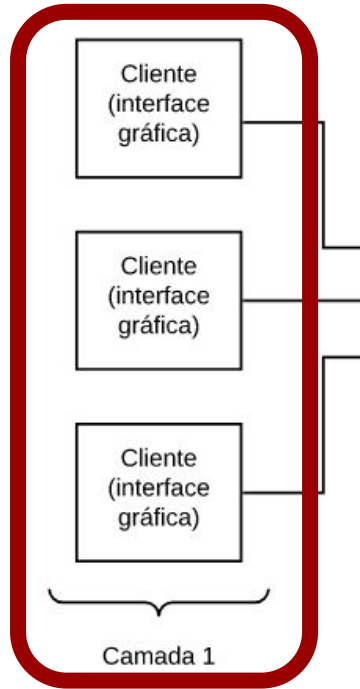 Cliente
(interface
gráfica)
Cliente
(interface
gráfica)
Cliente
(interface
gráfica)
Camada 1